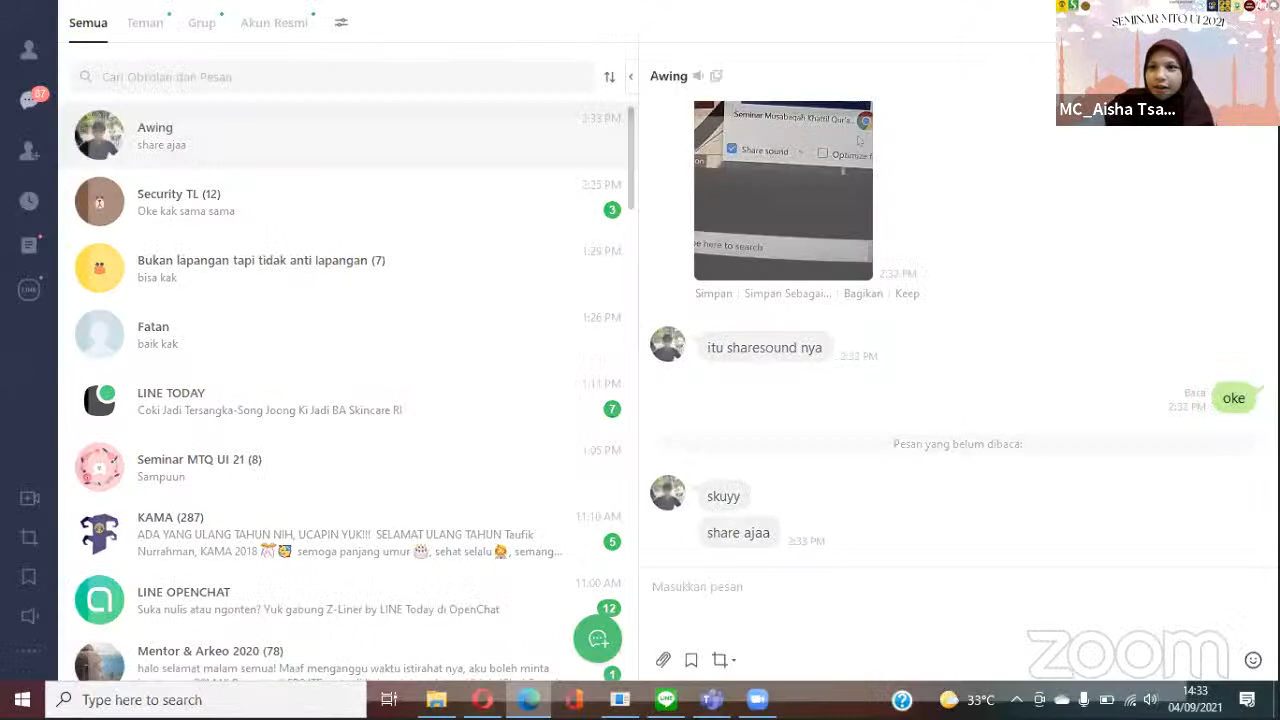 Semua
Teman
Grup
Akun Resmi
Cari Obrolan dan Pesan
87
Awing
2:33 PM
share ajaa
Security TL (12)
2:25 PM
Oke kak sama sama
3
Bukan lapangan tapi tidak anti lapangan (7)
1:29 PM
bisa kak
Fatan
1:26 PM
baik kak
LINE TODAY
1:11 PM
Coki Jadi Tersangka-Song Joong Ki Jadi BA Skincare RI
7
Seminar MTQ UI 21 (8)
1:05 PM
Sampuun
KAMA (287)
11:10 AM
ADA YANG ULANG TAHUN NIH, UCAPIN YUK!!! SELAMAT ULANG TAHUN Taufik
Nurrahman, KAMA 2018 semoga panjang umur , sehat selalu , semang...
5
LINE OPENCHAT
11:00 AM
Suka nulis atau ngonten? Yuk gabung Z-Liner by LINE Today di OpenChat
12
Mentor & Arkeo 2020 (78)
halo selamat malam semua! Maaf menganggu waktu istirahat nya, aku boleh minta
1
Awing
Seminar Musabaqah Khattil Qur'a...
Share sound
Optimize f
e here to search
2:32 PM
Simpan
Simpan Sebagai...
Bagikan
Keep
itu sharesound nya
2:32 PM
Baca
2:32 PM
oke
Pesan yang belum dibaca:
skuyy
share ajaa
2:33 PM
Masukkan pesan
SEMINAR MTQ UI 2021
MC_Aisha Tsa...
zoom
Type here to search
LINE
33°C
14:33
04/09/2021